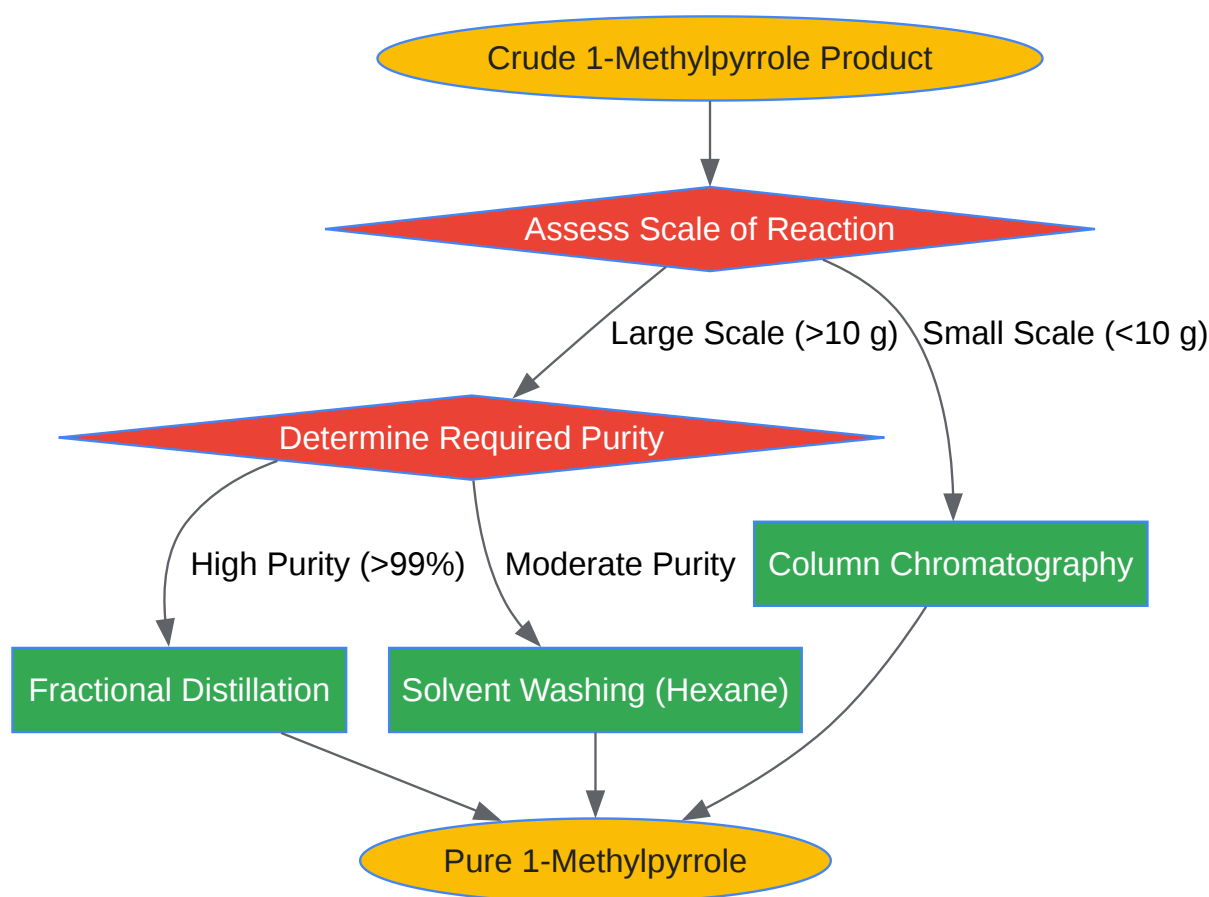 Crude 1-Methylpyrrole Product
Assess Scale of Reaction
Large Scale (>10 g)
Small Scale (<10 g)
Determine Required Purity
High Purity (>99%)
Moderate Purity
Column Chromatography
Fractional Distillation
Solvent Washing (Hexane)
Pure 1-Methylpyrrole